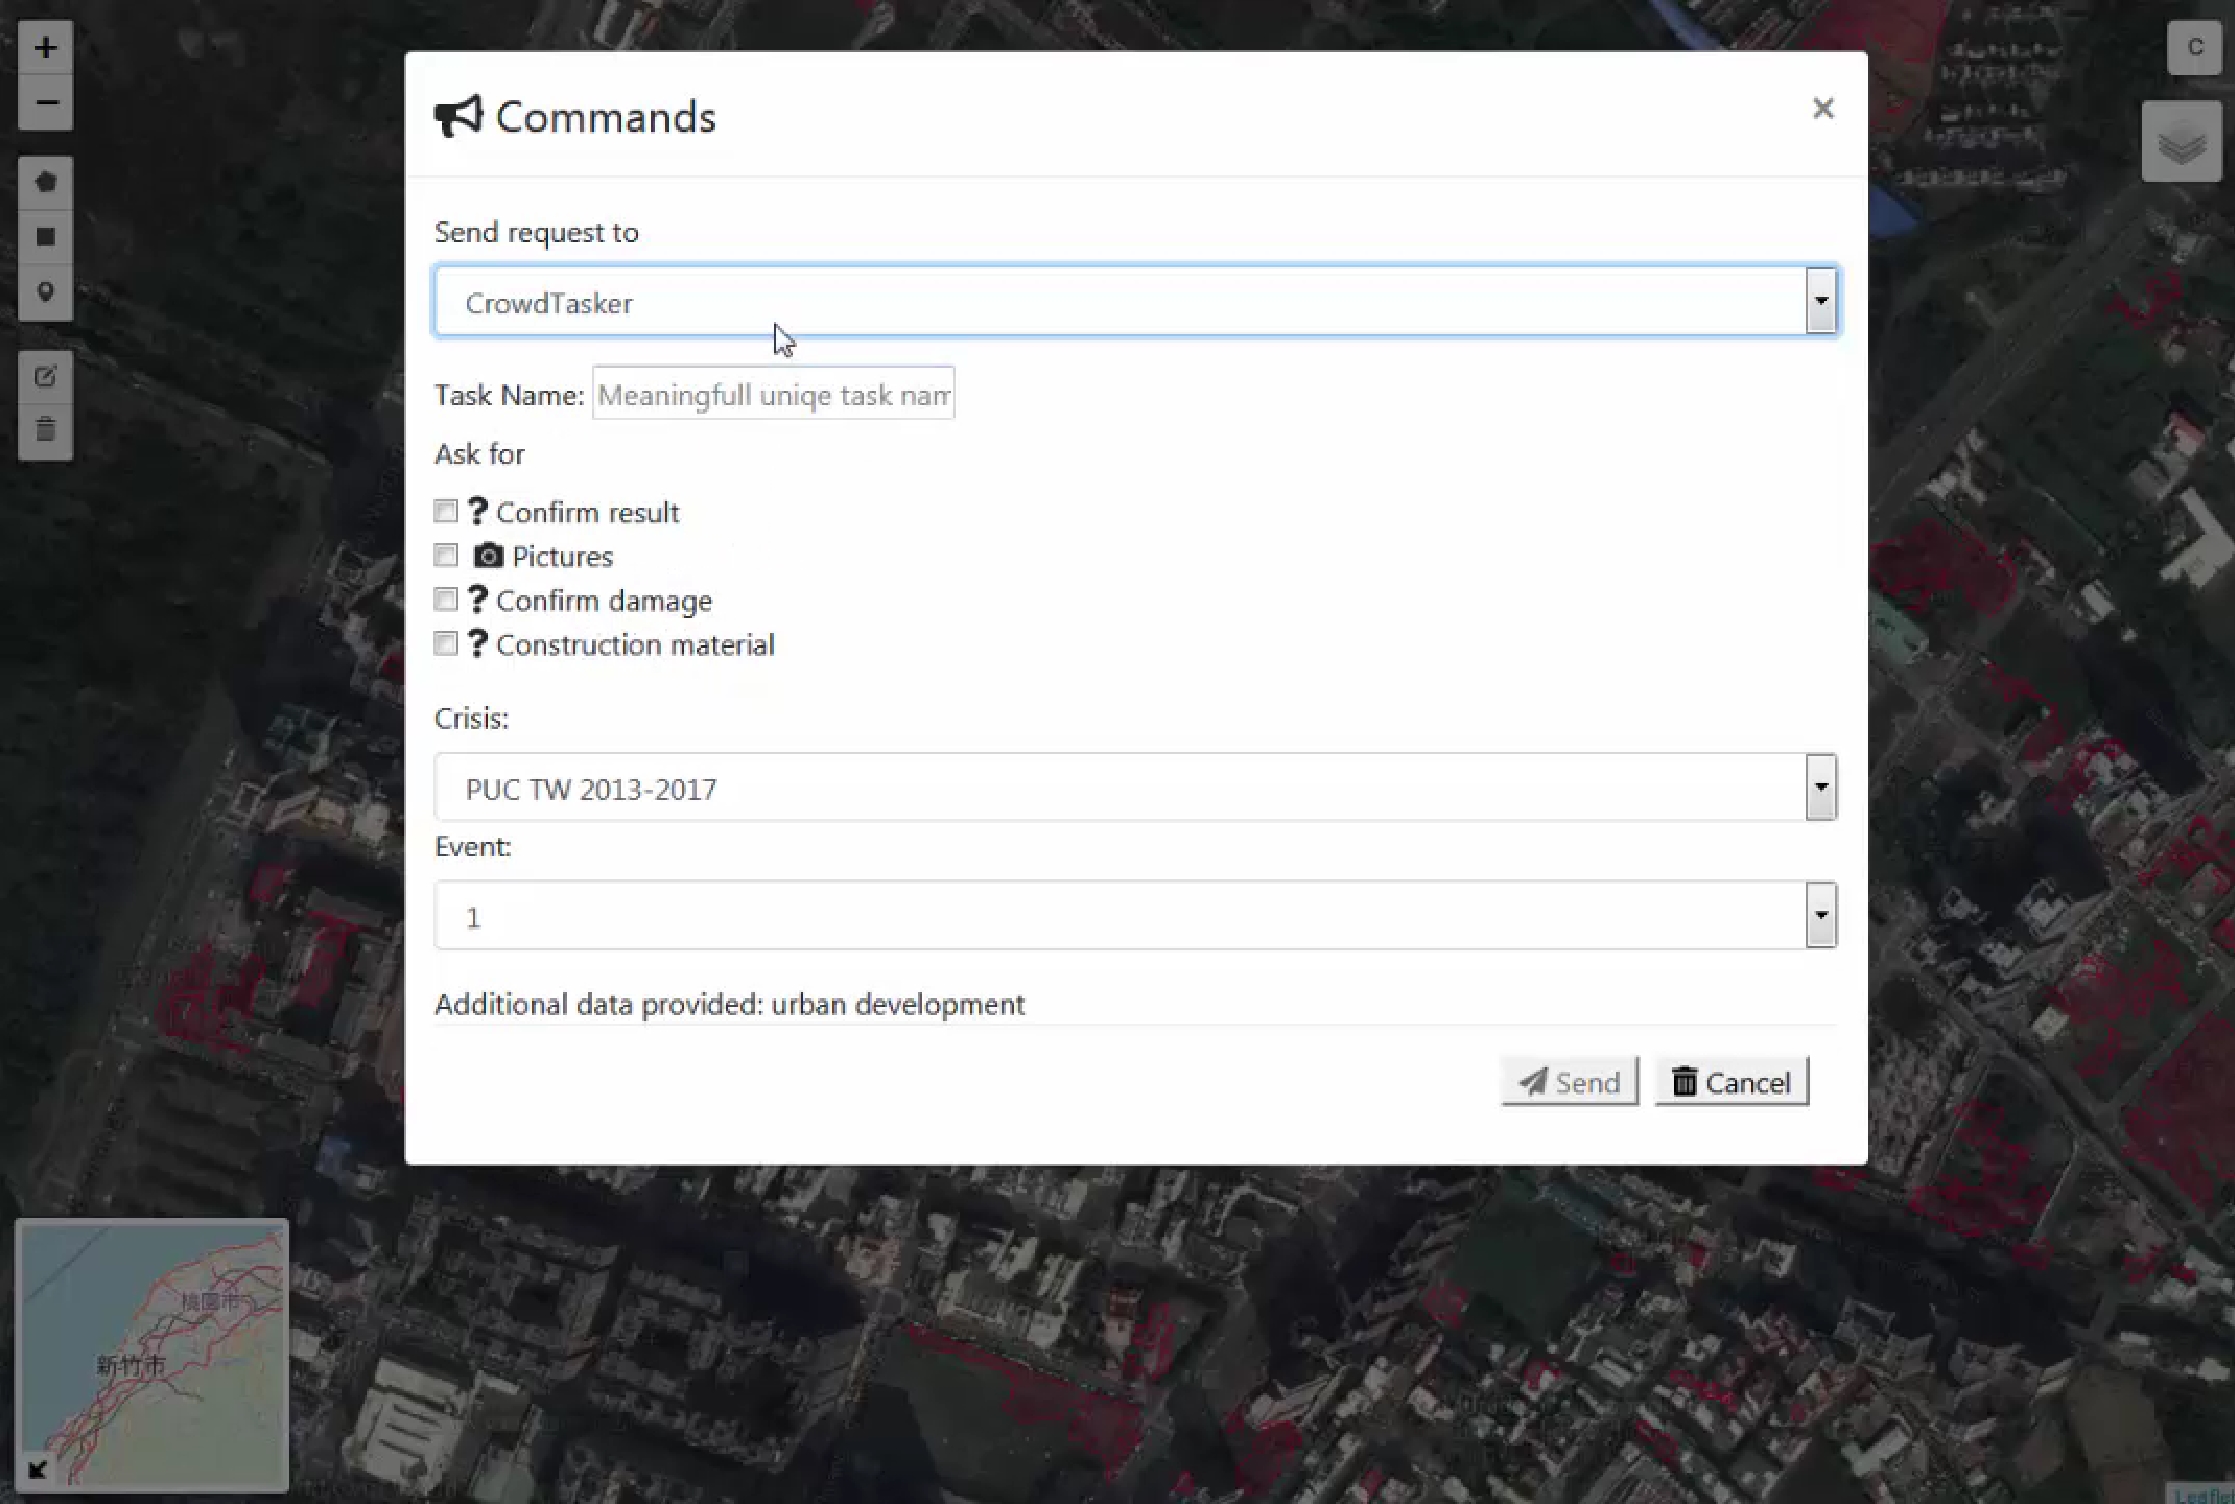 +
C
−
Commands
×
Send request to
CrowdTasker
Task Name: Meaningfull uniqe task nam
Ask for
? Confirm result
Pictures
? Confirm damage
? Construction material
Crisis:
PUC TW 2013-2017
Event:
1
Additional data provided: urban development
Send Cancel
桃園市
新竹市